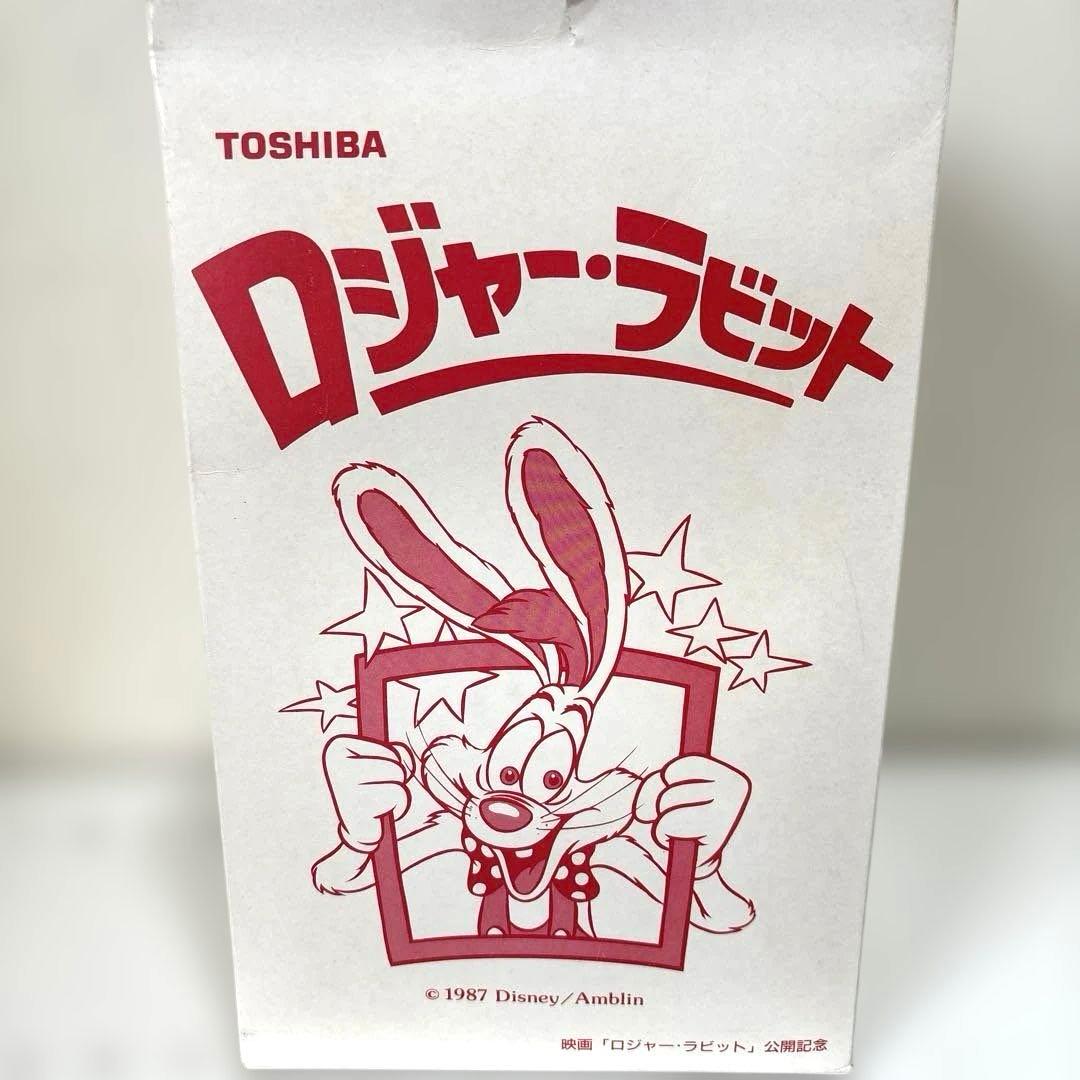 TOSHIBA
ロジャー・ラビット
© 1987 Disney/Amblin
映画「ロジャー・ラビット」公開記念